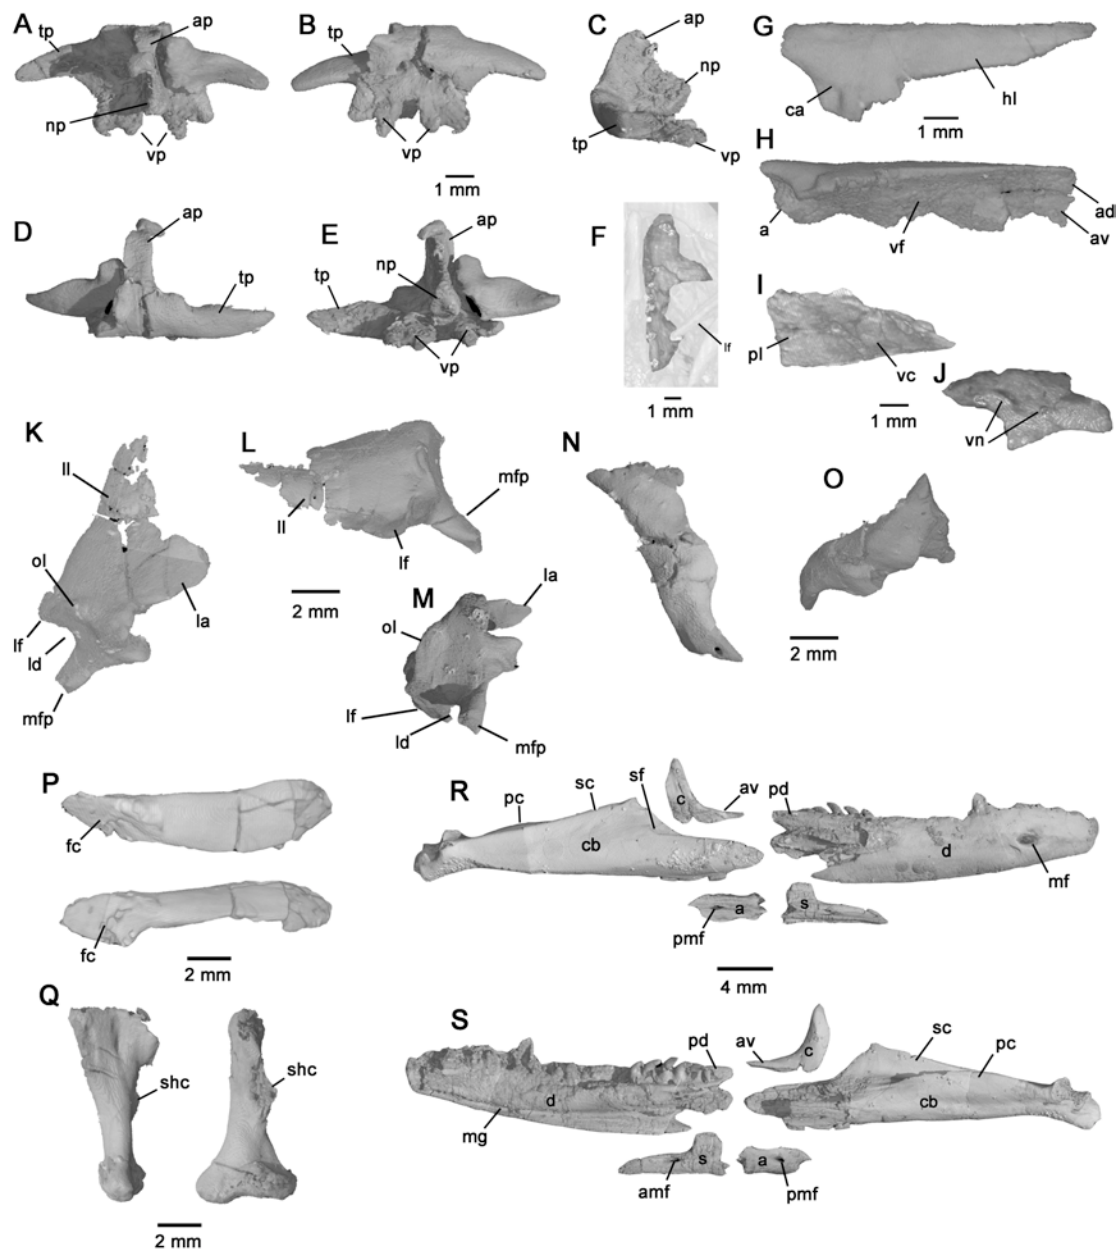 A
tp
ap
np
vp
B
tp
vp
1 mm
C
ap
np
tp
vp
G
ca
hl
1 mm
H
a
vf
adl
av
D
ap
tp
E
ap
np
tp
vp
F
lf
1 mm
I
pl
vc
1 mm
J
vn
K
ll
ol
lf
ld
la
mfp
L
ll
lf
mfp
2 mm
M
ol
la
lf
ld
mfp
N
O
2 mm
P
fc
fc
2 mm
Q
shc
shc
2 mm
R
pc
sc
sf
c
av
cb
pd
d
mf
pmf
a
s
4 mm
S
d
mg
pd
av
c
sc
pc
cb
amf
s
a
pmf